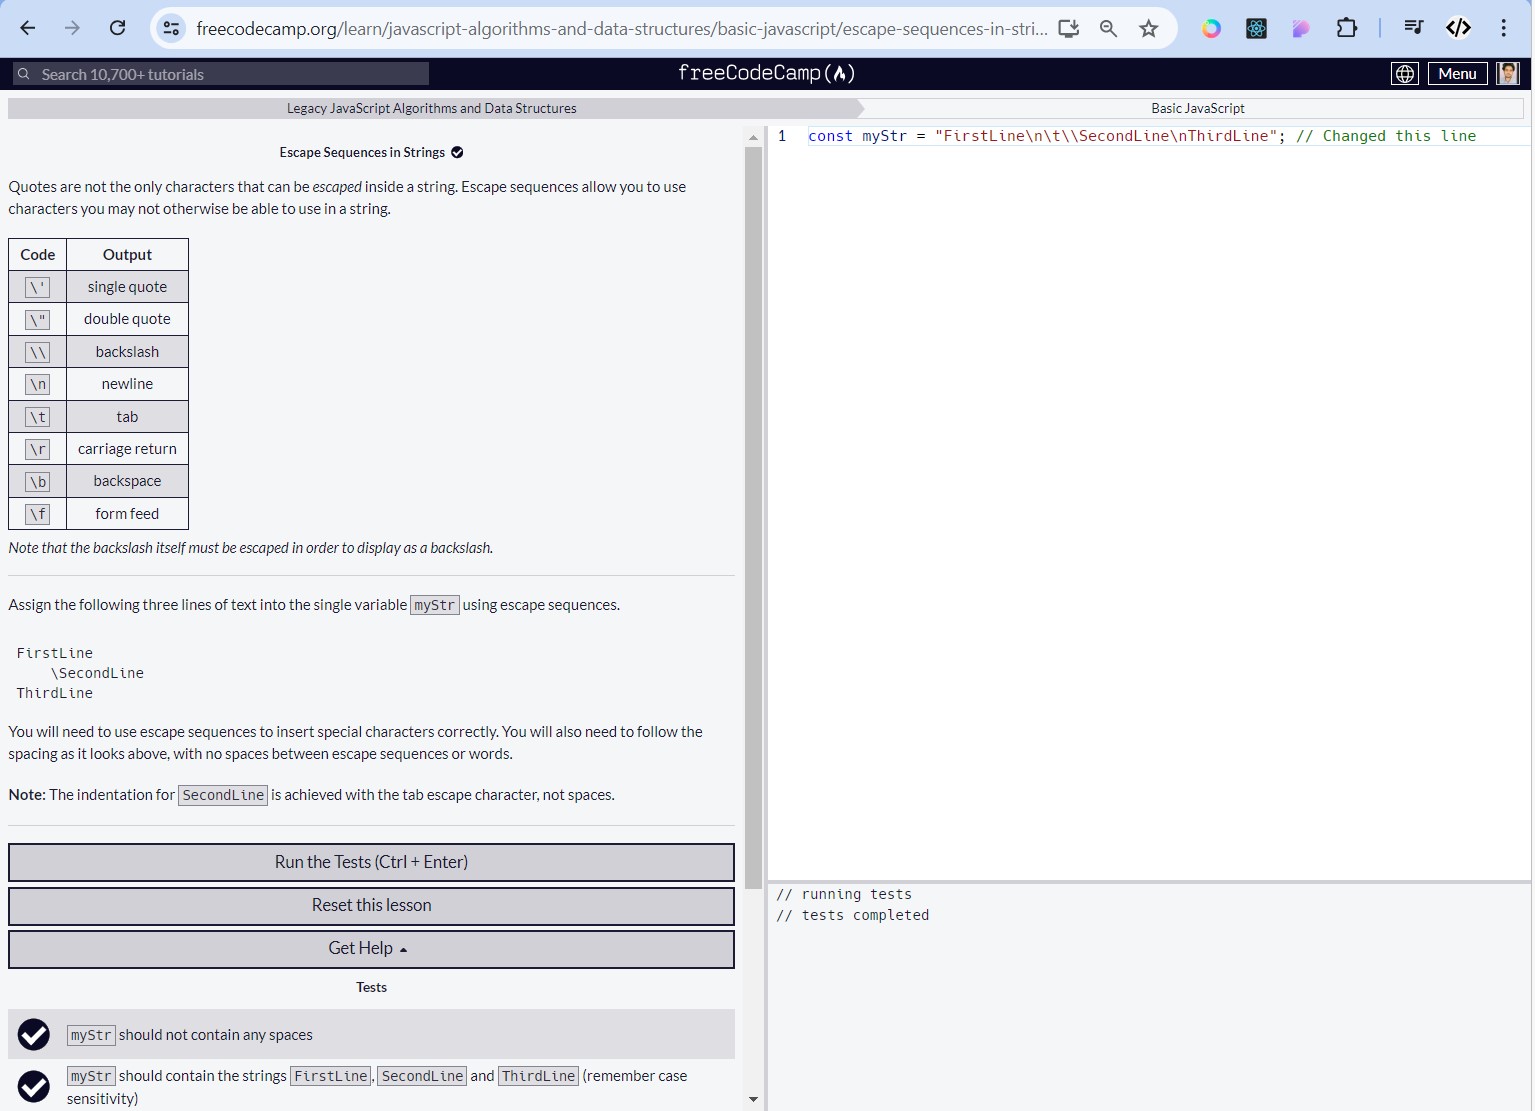 freecodecamp.org/learn/javascript-algorithms-and-data-structures/basic-javascript/escape-sequences-in-stri...
Search 10,700+ tutorials
freeCodeCamp
Menu
Legacy JavaScript Algorithms and Data Structures
Basic JavaScript
Escape Sequences in Strings
Quotes are not the only characters that can be escaped inside a string. Escape sequences allow you to use
characters you may not otherwise be able to use in a string.
Code Output
\' single quote
\" double quote
\\ backslash
\n newline
\t tab
\r carriage return
\b backspace
\f form feed
Note that the backslash itself must be escaped in order to display as a backslash.
Assign the following three lines of text into the single variable myStr using escape sequences.
FirstLine
    \SecondLine
ThirdLine
You will need to use escape sequences to insert special characters correctly. You will also need to follow the
spacing as it looks above, with no spaces between escape sequences or words.
Note: The indentation for SecondLine is achieved with the tab escape character, not spaces.
Run the Tests (Ctrl + Enter)
Reset this lesson
Get Help
Tests
myStr should not contain any spaces
myStr should contain the strings FirstLine, SecondLine and ThirdLine (remember case
sensitivity)
1 const myStr = "FirstLine\n\t\\SecondLine\nThirdLine"; // Changed this line
// running tests
// tests completed